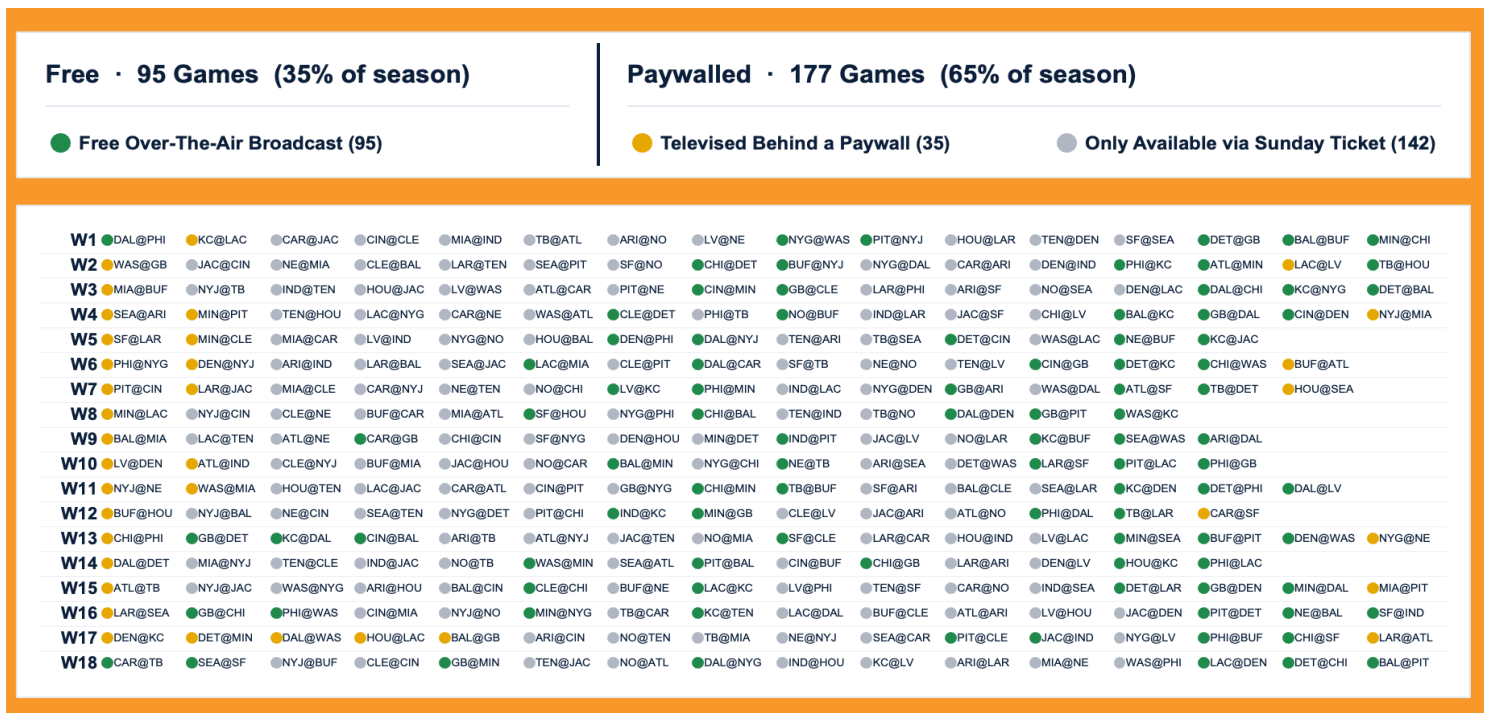 Free · 95 Games (35% of season)
Paywalled · 177 Games (65% of season)
Free Over-The-Air Broadcast (95)
Televised Behind a Paywall (35)
Only Available via Sunday Ticket (142)
W1 DAL@PHI KC@LAC CAR@JAC CIN@CLE MIA@IND TB@ATL ARI@NO LV@NE NYG@WAS PIT@NYJ HOU@LAR TEN@DEN SF@SEA DET@GB BAL@BUF MIN@CHI
W2 WAS@GB JAC@CIN NE@MIA CLE@BAL LAR@TEN SEA@PIT SF@NO CHI@DET BUF@NYJ NYG@DAL CAR@ARI DEN@IND PHI@KC ATL@MIN LAC@LV TB@HOU
W3 MIA@BUF NYJ@TB IND@TEN HOU@JAC LV@WAS ATL@CAR PIT@NE CIN@MIN GB@CLE LAR@PHI ARI@SF NO@SEA DEN@LAC DAL@CHI KC@NYG DET@BAL
W4 SEA@ARI MIN@PIT TEN@HOU LAC@NYG CAR@NE WAS@ATL CLE@DET PHI@TB NO@BUF IND@LAR JAC@SF CHI@LV BAL@KC GB@DAL CIN@DEN NYJ@MIA
W5 SF@LAR MIN@CLE MIA@CAR LV@IND NYG@NO HOU@BAL DEN@PHI DAL@NYJ TEN@ARI TB@SEA DET@CIN WAS@LAC NE@BUF KC@JAC
W6 PHI@NYG DEN@NYJ ARI@IND LAR@BAL SEA@JAC LAC@MIA CLE@PIT DAL@CAR SF@TB NE@NO TEN@LV CIN@GB DET@KC CHI@WAS BUF@ATL
W7 PIT@CIN LAR@JAC MIA@CLE CAR@NYJ NE@TEN NO@CHI LV@KC PHI@MIN IND@LAC NYG@DEN GB@ARI WAS@DAL ATL@SF TB@DET HOU@SEA
W8 MIN@LAC NYJ@CIN CLE@NE BUF@CAR MIA@ATL SF@HOU NYG@PHI CHI@BAL TEN@IND TB@NO DAL@DEN GB@PIT WAS@KC
W9 BAL@MIA LAC@TEN ATL@NE CAR@GB CHI@CIN SF@NYG DEN@HOU MIN@DET IND@PIT JAC@LV NO@LAR KC@BUF SEA@WAS ARI@DAL
W10 LV@DEN ATL@IND CLE@NYJ BUF@MIA JAC@HOU NO@CAR BAL@MIN NYG@CHI NE@TB ARI@SEA DET@WAS LAR@SF PIT@LAC PHI@GB
W11 NYJ@NE WAS@MIA HOU@TEN LAC@JAC CAR@ATL CIN@PIT GB@NYG CHI@MIN TB@BUF SF@ARI BAL@CLE SEA@LAR KC@DEN DET@PHI DAL@LV
W12 BUF@HOU NYJ@BAL NE@CIN SEA@TEN NYG@DET PIT@CHI IND@KC MIN@GB CLE@LV JAC@ARI ATL@NO PHI@DAL TB@LAR CAR@SF
W13 CHI@PHI GB@DET KC@DAL CIN@BAL ARI@TB ATL@NYJ JAC@TEN NO@MIA SF@CLE LAR@CAR HOU@IND LV@LAC MIN@SEA BUF@PIT DEN@WAS NYG@NE
W14 DAL@DET MIA@NYJ TEN@CLE IND@JAC NO@TB WAS@MIN SEA@ATL PIT@BAL CIN@BUF CHI@GB LAR@ARI DEN@LV HOU@KC PHI@LAC
W15 ATL@TB NYJ@JAC WAS@NYG ARI@HOU BAL@CIN CLE@CHI BUF@NE LAC@KC LV@PHI TEN@SF CAR@NO IND@SEA DET@LAR GB@DEN MIN@DAL MIA@PIT
W16 LAR@SEA GB@CHI PHI@WAS CIN@MIA NYJ@NO MIN@NYG TB@CAR KC@TEN LAC@DAL BUF@CLE ATL@ARI LV@HOU JAC@DEN PIT@DET NE@BAL SF@IND
W17 DEN@KC DET@MIN DAL@WAS HOU@LAC BAL@GB ARI@CIN NO@TEN TB@MIA NE@NYJ SEA@CAR PIT@CLE JAC@IND NYG@LV PHI@BUF CHI@SF LAR@ATL
W18 CAR@TB SEA@SF NYJ@BUF CLE@CIN GB@MIN TEN@JAC NO@ATL DAL@NYG IND@HOU KC@LV ARI@LAR MIA@NE WAS@PHI LAC@DEN DET@CHI BAL@PIT